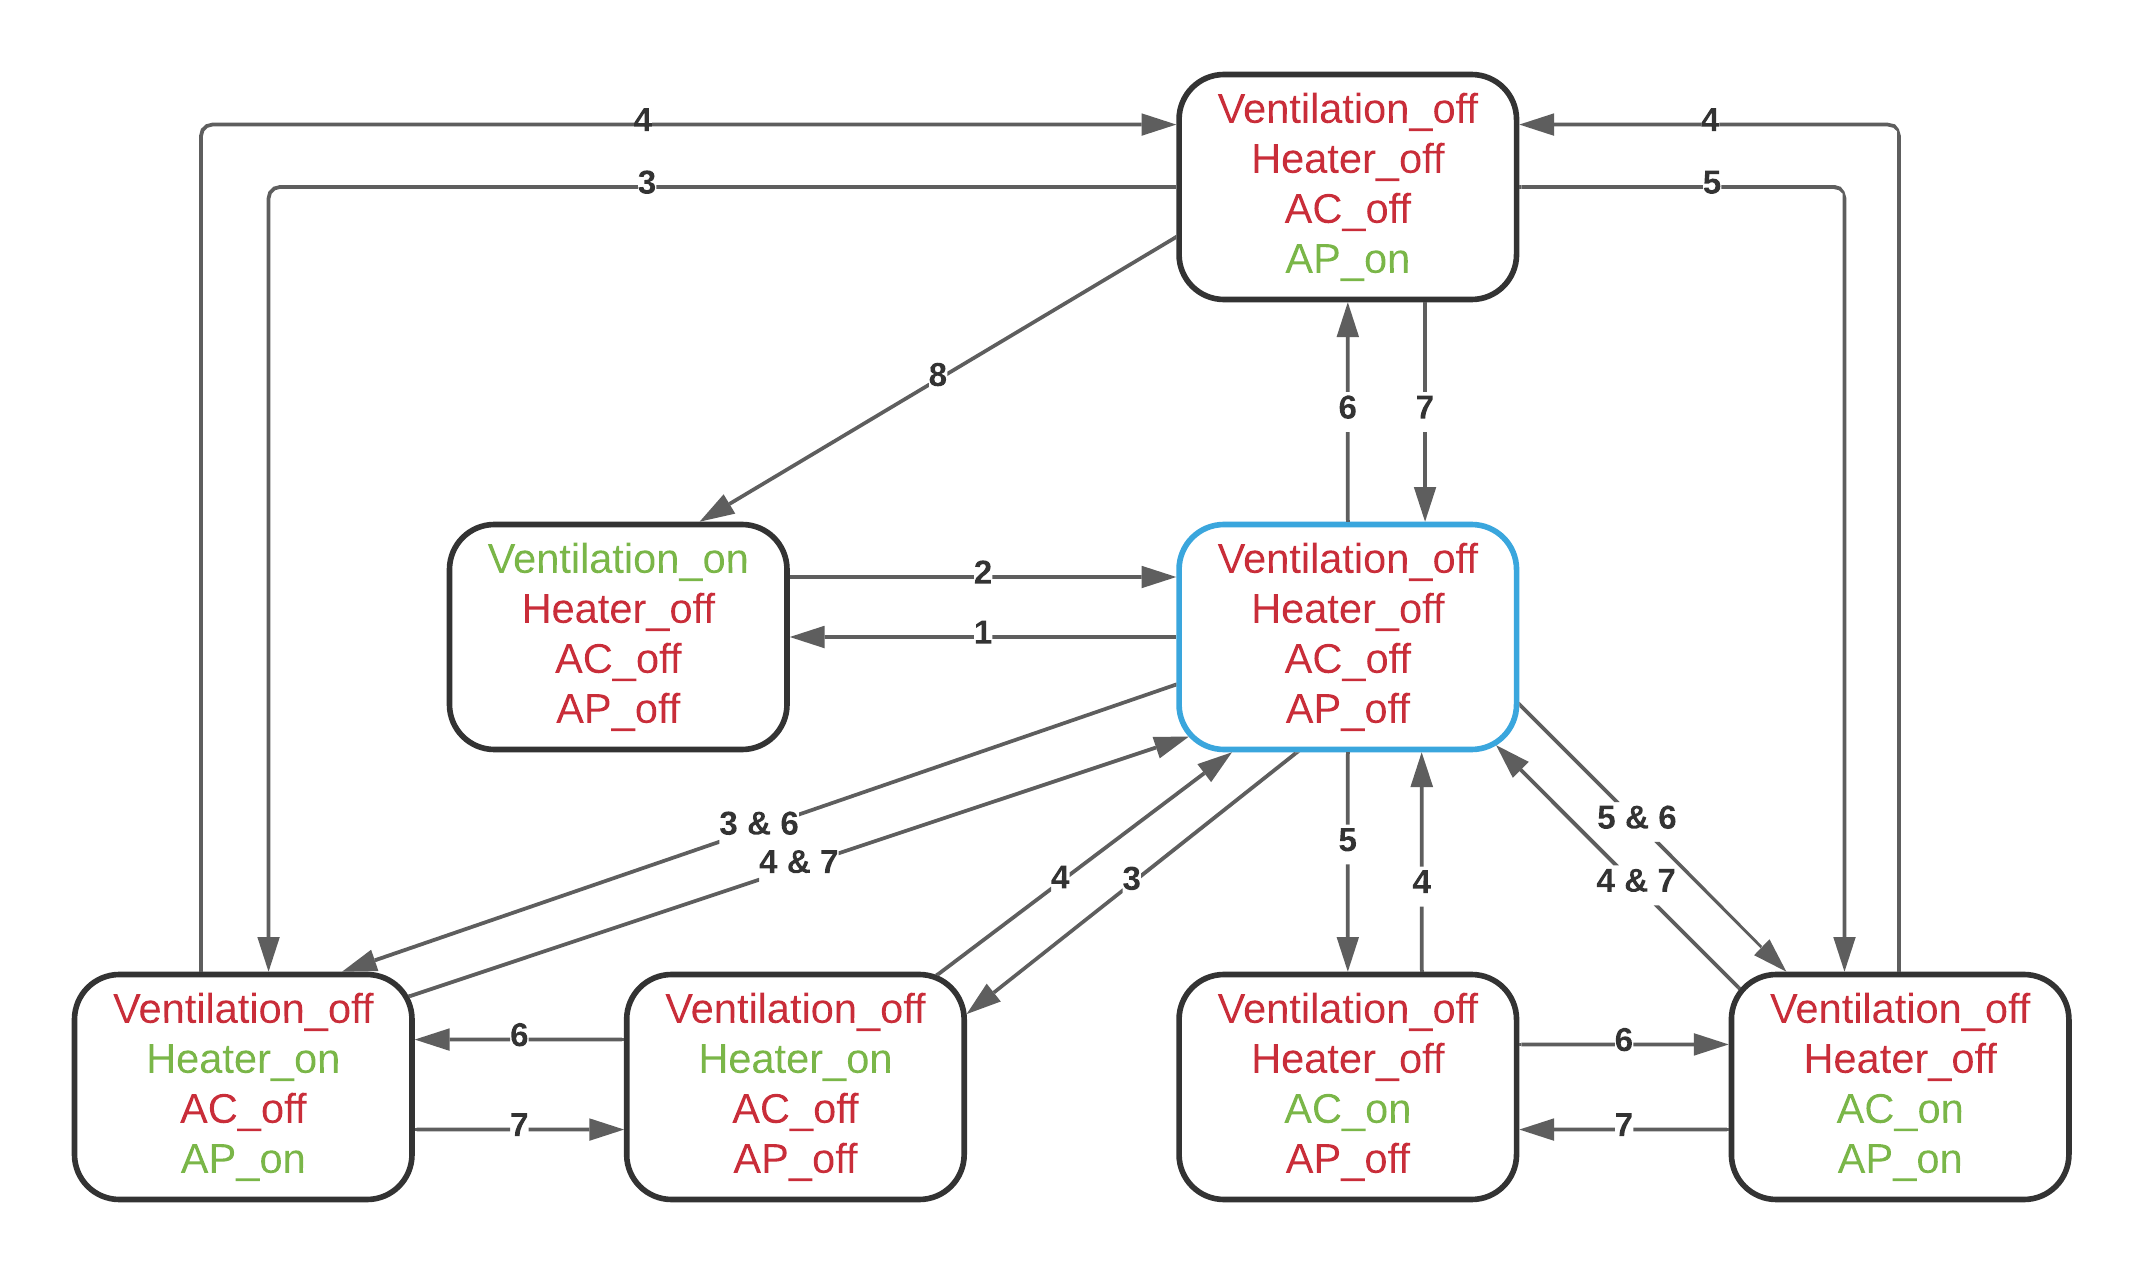 4
Ventilation_off
Heater_off
AC_off
AP_on
4
3
5
8
6
7
Ventilation_on
Heater_off
AC_off
AP_off
2
1
Ventilation_off
Heater_off
AC_off
AP_off
3 & 6
4 & 7
4
3
5
4
5 & 6
4 & 7
Ventilation_off
Heater_on
AC_off
AP_on
6
7
Ventilation_off
Heater_on
AC_off
AP_off
Ventilation_off
Heater_off
AC_on
AP_off
6
7
Ventilation_off
Heater_off
AC_on
AP_on